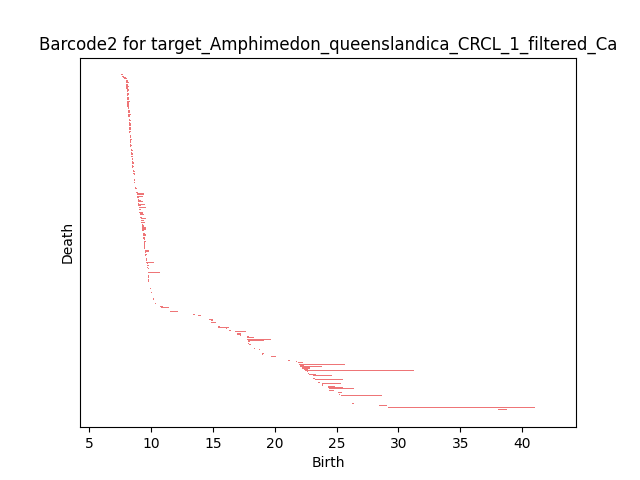 Barcode2 for target_Amphimedon_queenslandica_CRCL_1_filtered_Ca
Death
5 10 15 20 25 30 35 40
Birth